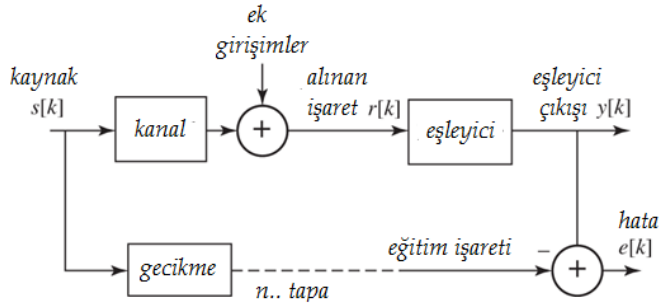 ek
girişimler
kaynak
s[k]
alınan
işaret r[k]
eşleyici
çıkışı y[k]
kanal
+
eşleyici
hata
e[k]
eğitim işareti
−
gecikme
+
n.. tapa